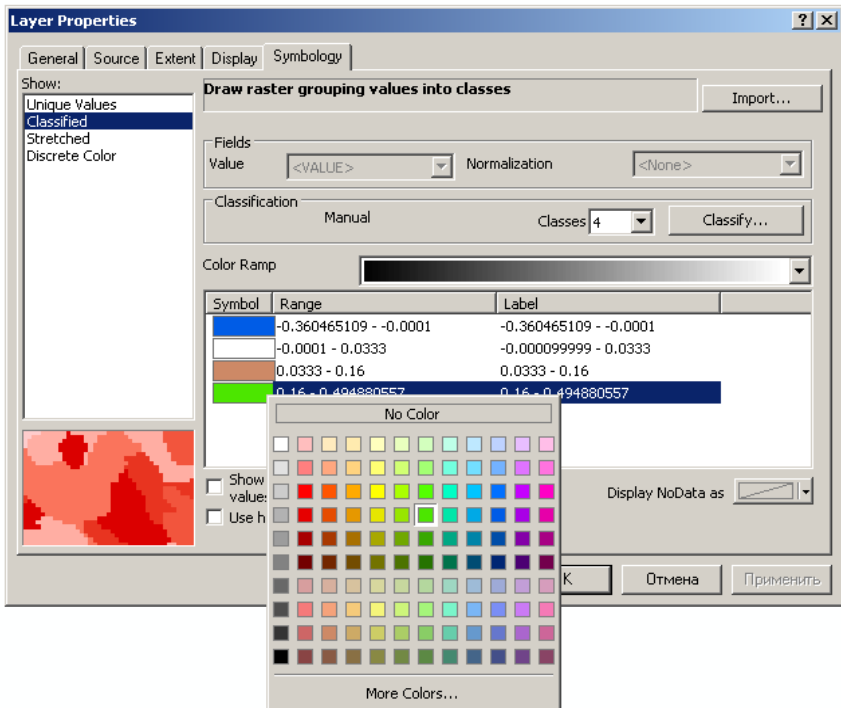 Layer Properties
General Source Extent Display Symbology
Show:
Unique Values
Classified
Stretched
Discrete Color
Draw raster grouping values into classes
Import...
Fields
Value <VALUE> Normalization <None>
Classification
Manual Classes 4 Classify...
Color Ramp
Symbol Range Label
-0.360465109 - -0.0001 -0.360465109 - -0.0001
-0.0001 - 0.0333 -0.000099999 - 0.0333
0.0333 - 0.16 0.0333 - 0.16
0.16 - 0.494880557 0.16 - 0.494880557
No Color
Show
values
Use h
Display NoData as
K Отмена Применить
More Colors...